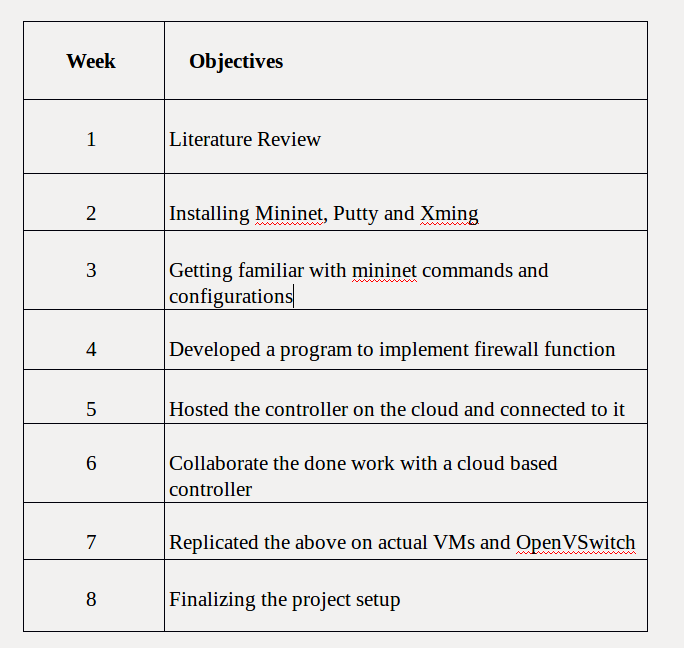 Week Objectives
1 Literature Review
2 Installing Mininet, Putty and Xming
3 Getting familiar with mininet commands and
configurations
4 Developed a program to implement firewall function
5 Hosted the controller on the cloud and connected to it
6 Collaborate the done work with a cloud based
controller
7 Replicated the above on actual VMs and OpenVSwitch
8 Finalizing the project setup